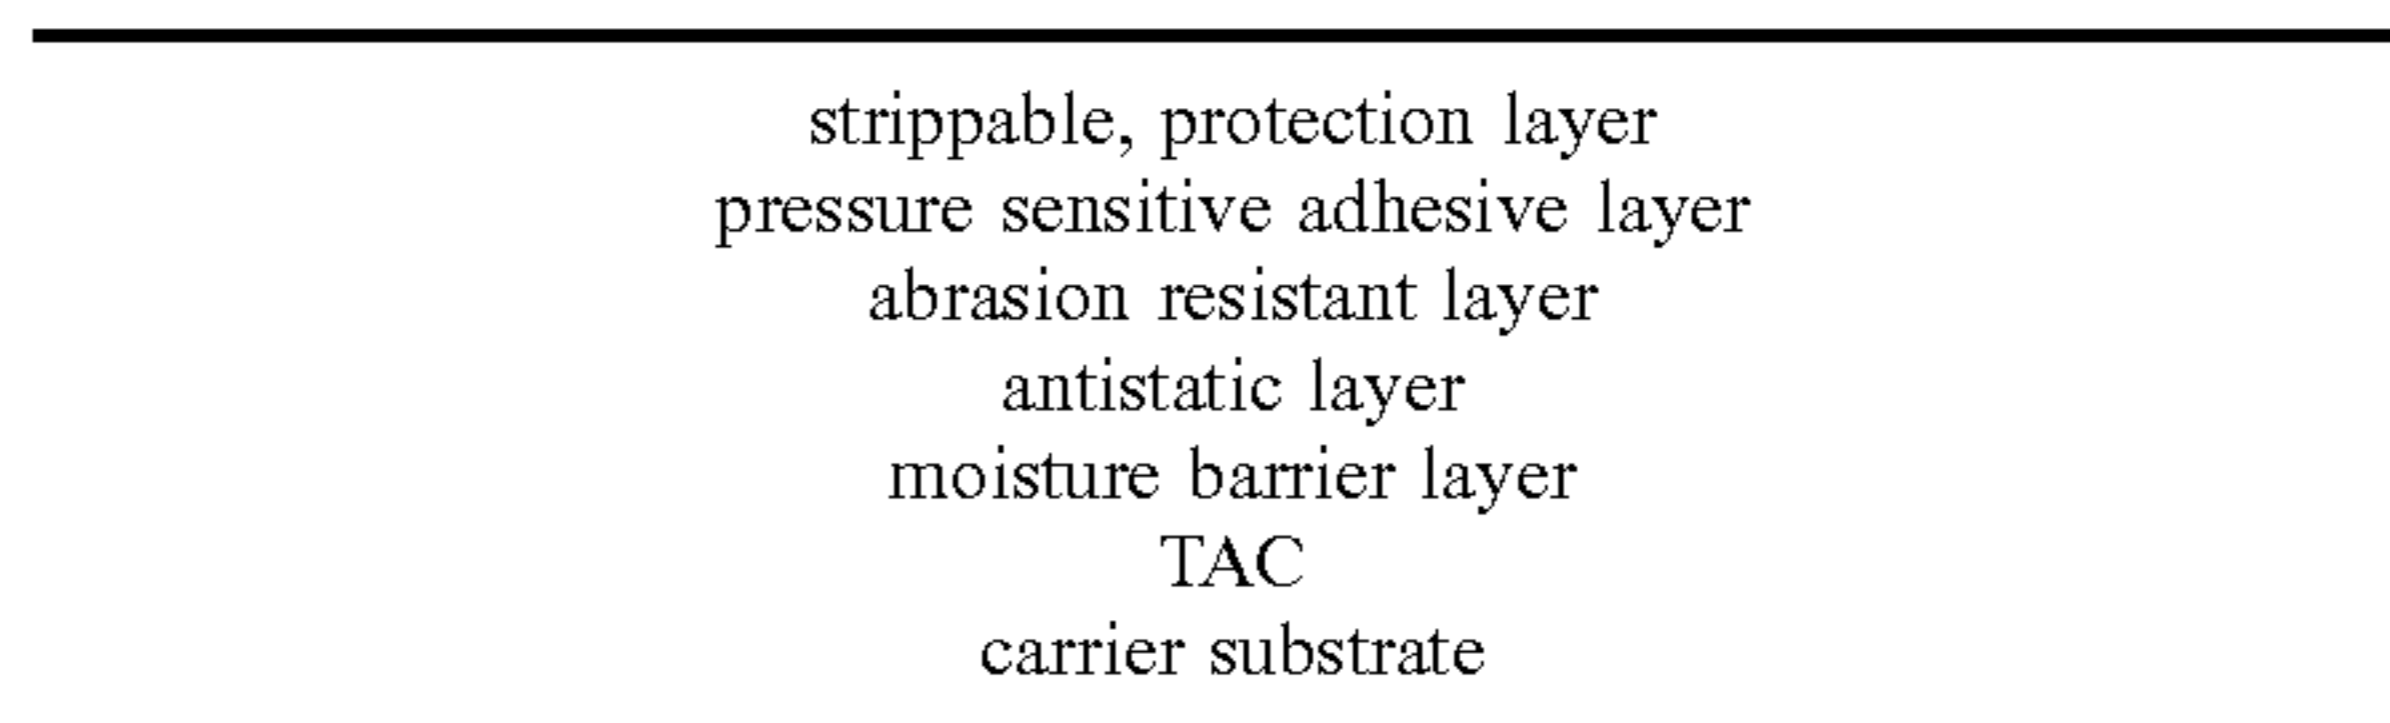 strippable, protection layer
pressure sensitive adhesive layer
abrasion resistant layer
antistatic layer
moisture barrier layer
TAC
carrier substrate